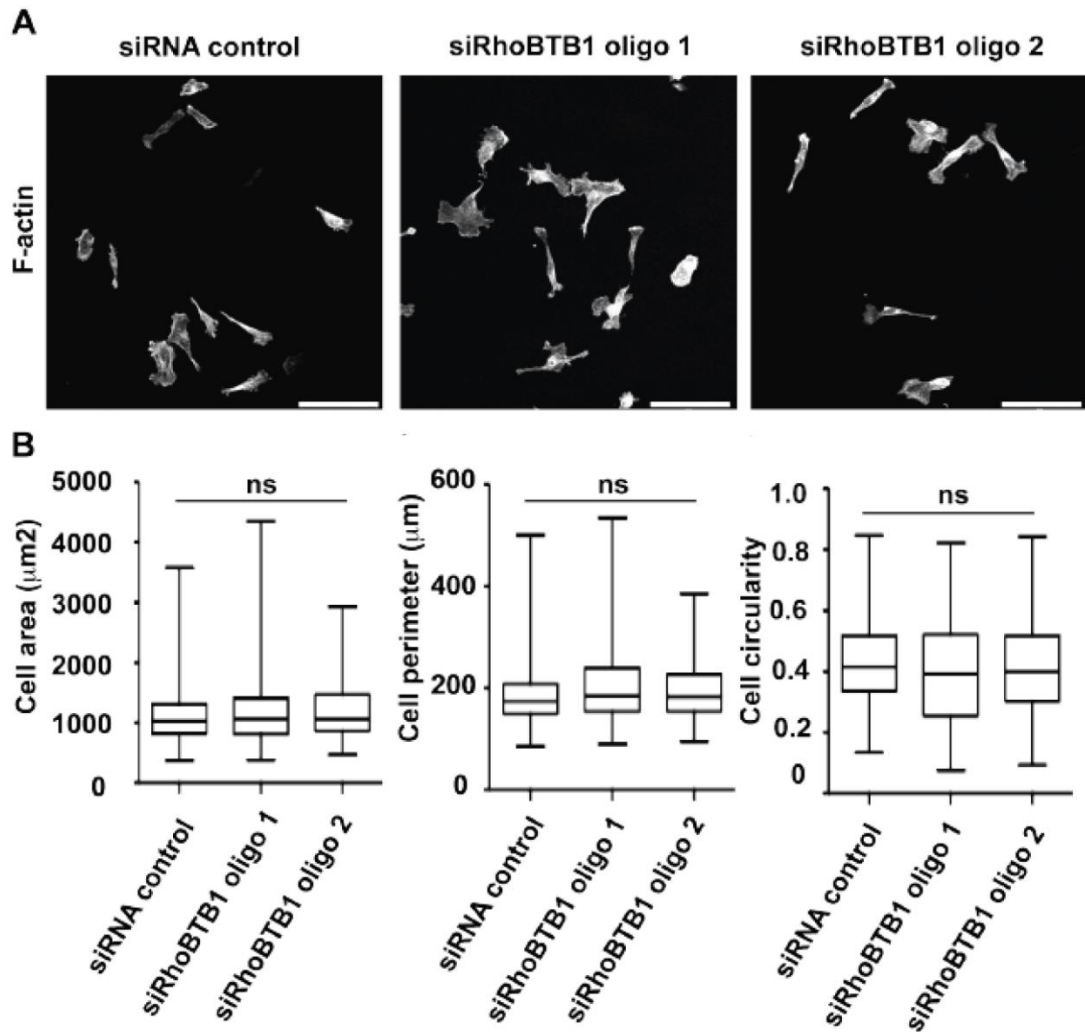 A
siRNA control
siRhoBTB1 oligo 1
siRhoBTB1 oligo 2
F-actin
B
Cell area (μm2)
5000
4000
3000
2000
1000
0
ns
siRNA control
siRhoBTB1 oligo 1
siRhoBTB1 oligo 2
Cell perimeter (μm)
600
400
200
0
ns
siRNA control
siRhoBTB1 oligo 1
siRhoBTB1 oligo 2
Cell circularity
1.0
0.8
0.6
0.4
0.2
0
ns
siRNA control
siRhoBTB1 oligo 1
siRhoBTB1 oligo 2